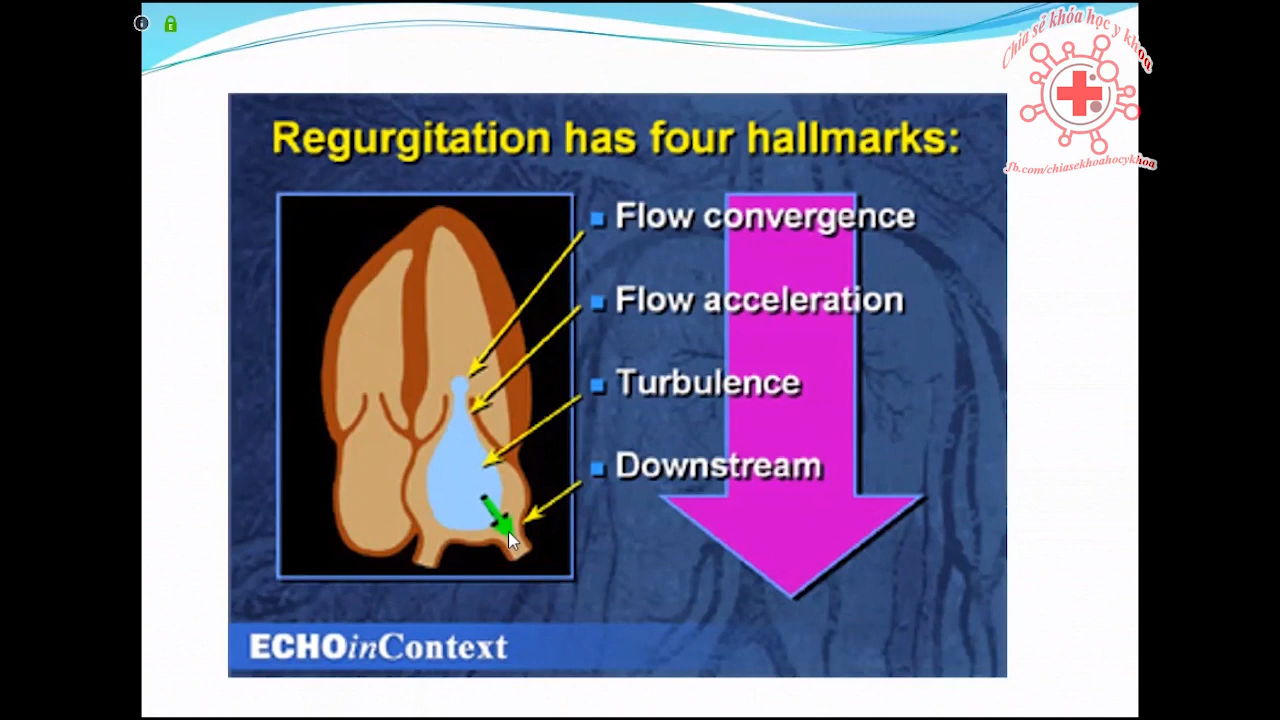 Chia sẻ khóa học y khoa
fb.com/chiasekhoahocykhoa
Regurgitation has four hallmarks:
Flow convergence
Flow acceleration
Turbulence
Downstream
ECHOinContext